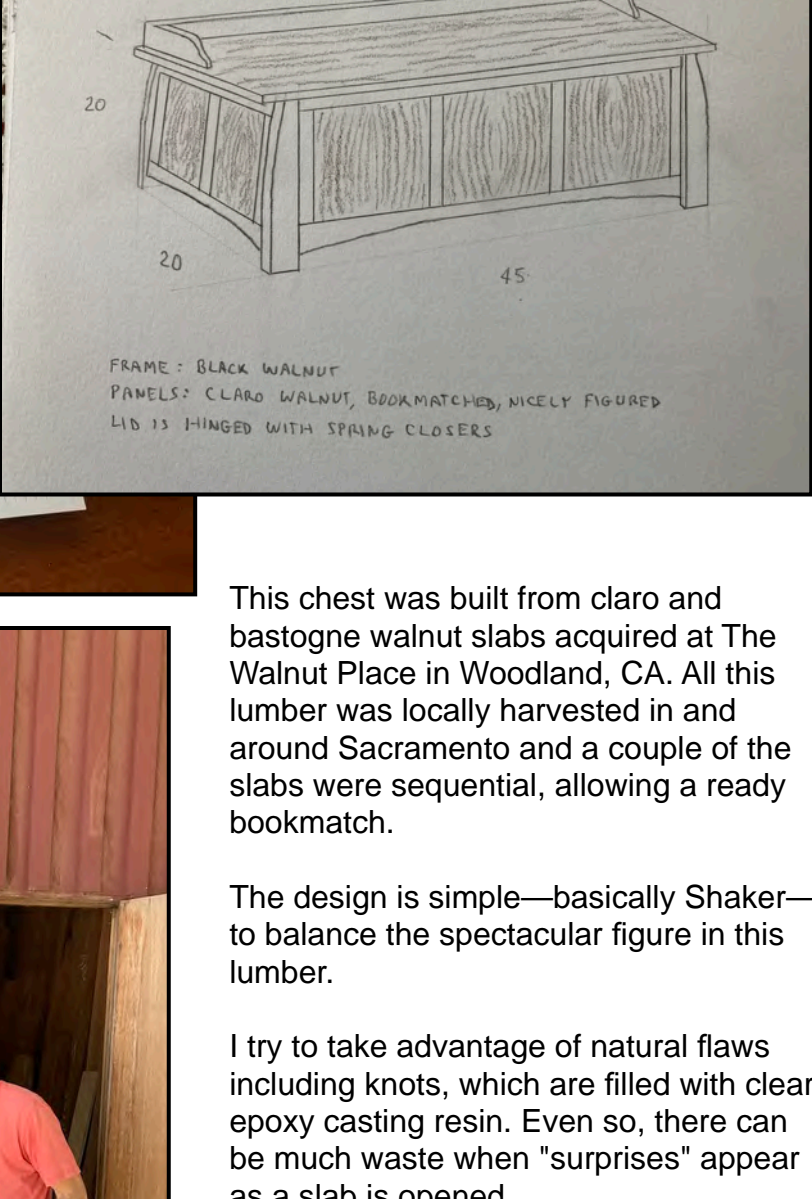 20
20
45
FRAME: BLACK WALNUT
PANELS: CLARO WALNUT, BOOKMATCHED, NICELY FIGURED
LID IS HINGED WITH SPRING CLOSERS
This chest was built from claro and
bastogne walnut slabs acquired at The
Walnut Place in Woodland, CA. All this
lumber was locally harvested in and
around Sacramento and a couple of the
slabs were sequential, allowing a ready
bookmatch.
The design is simple—basically Shaker—
to balance the spectacular figure in this
lumber.
I try to take advantage of natural flaws
including knots, which are filled with clear
epoxy casting resin. Even so, there can
be much waste when "surprises" appear
as a slab is opened